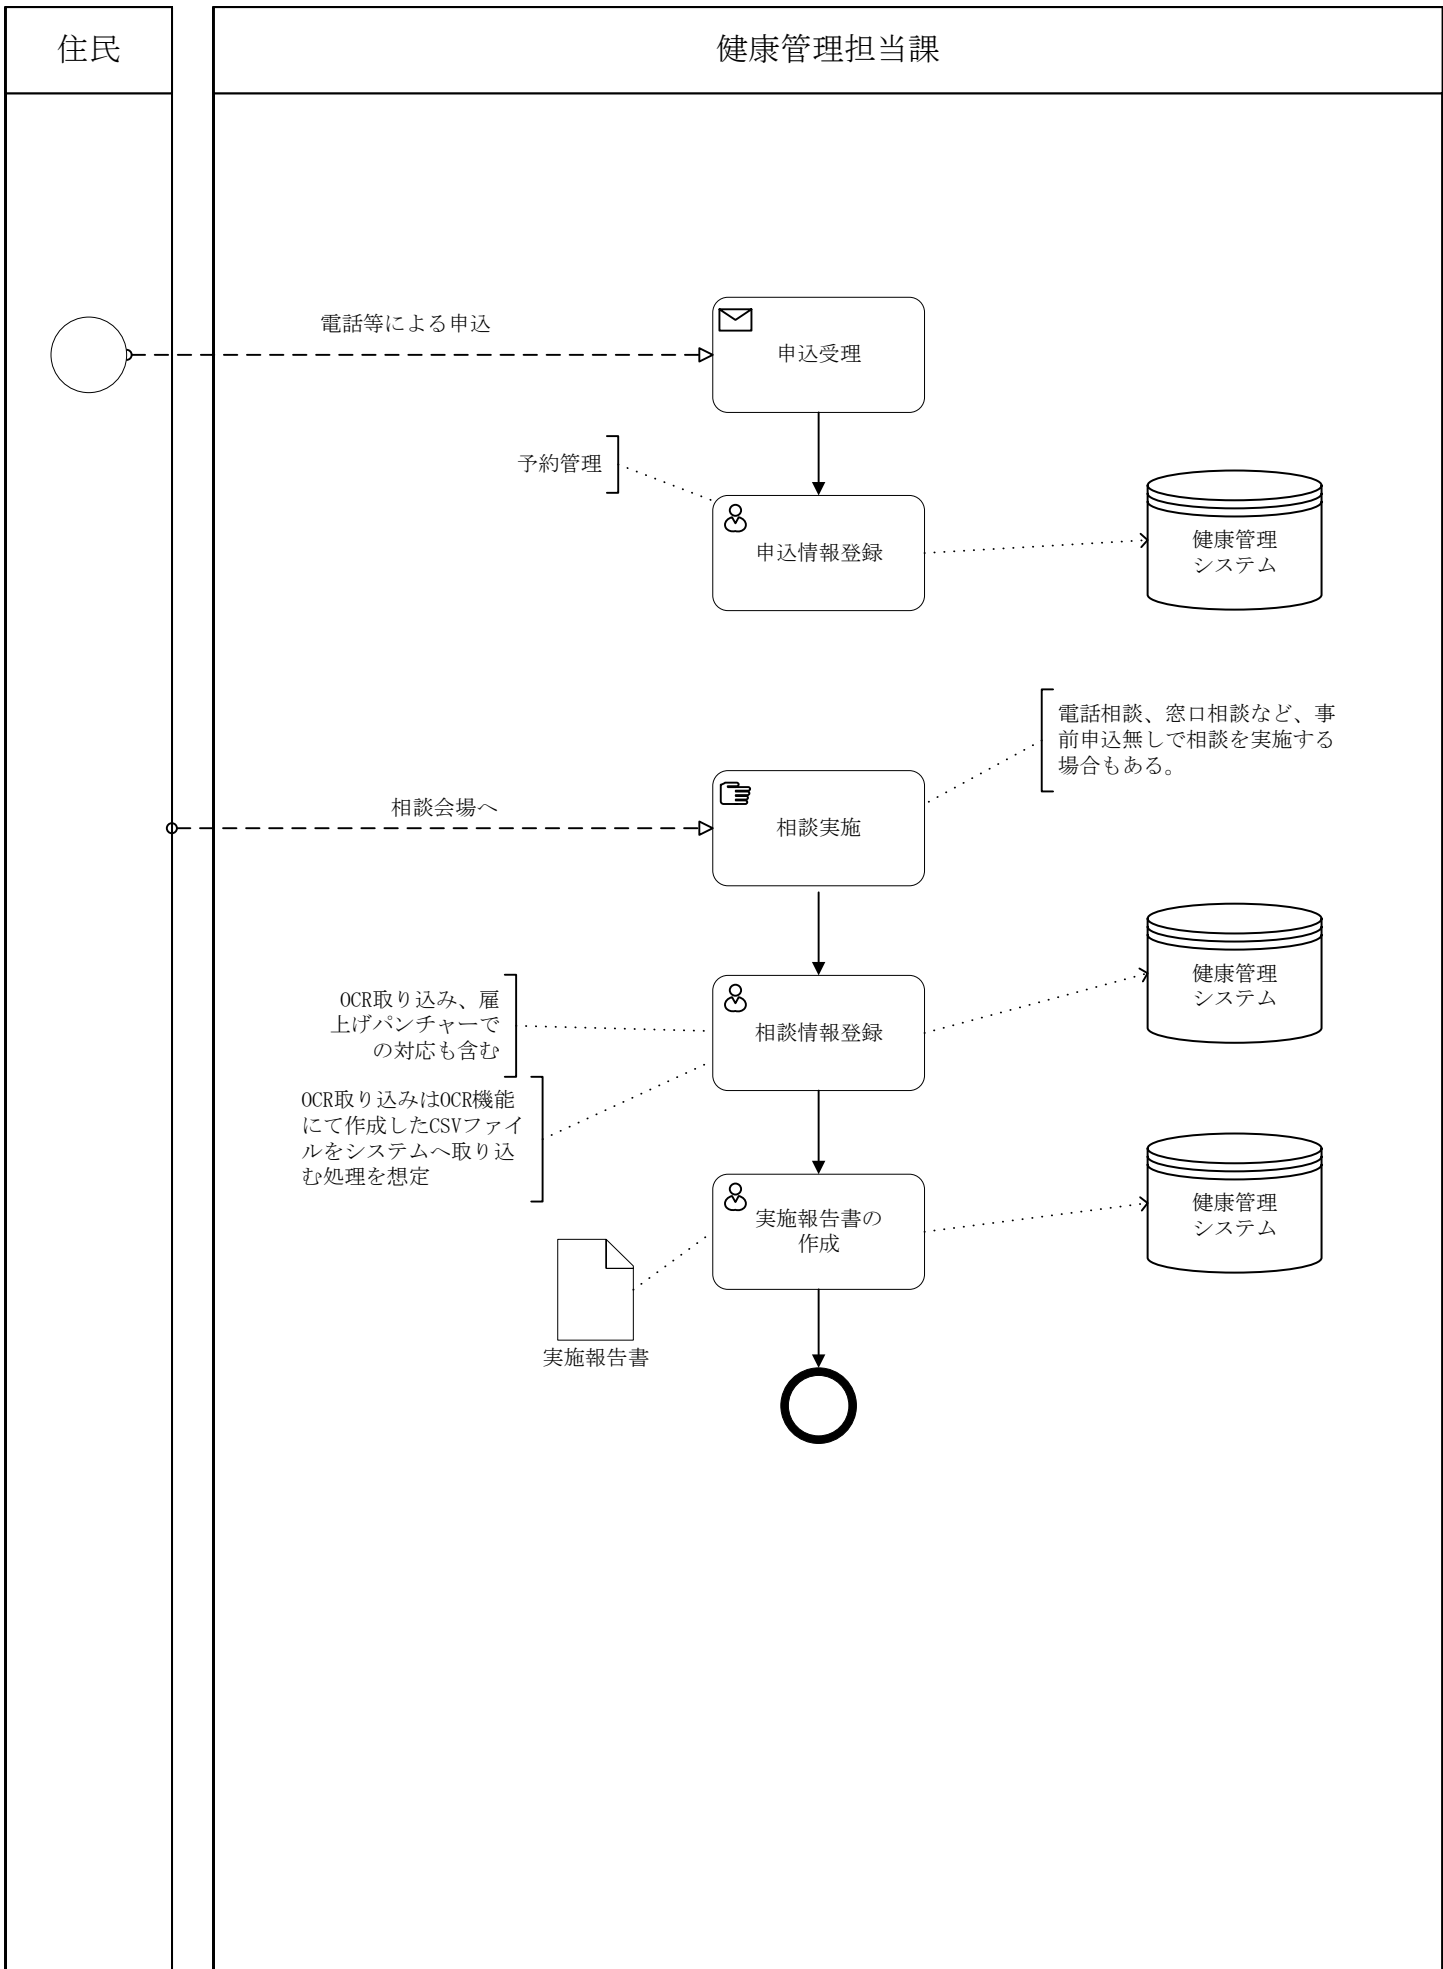 住民
健康管理担当課
電話等による申込
申込受理
予約管理
申込情報登録
健康管理
システム
電話相談、窓口相談など、事
前申込無しで相談を実施する
場合もある。
相談会場へ
相談実施
健康管理
システム
OCR取り込み、雇
上げパンチャーで
の対応も含む
相談情報登録
OCR取り込みはOCR機能
にて作成したCSVファイ
ルをシステムへ取り込
む処理を想定
健康管理
システム
実施報告書の
作成
実施報告書